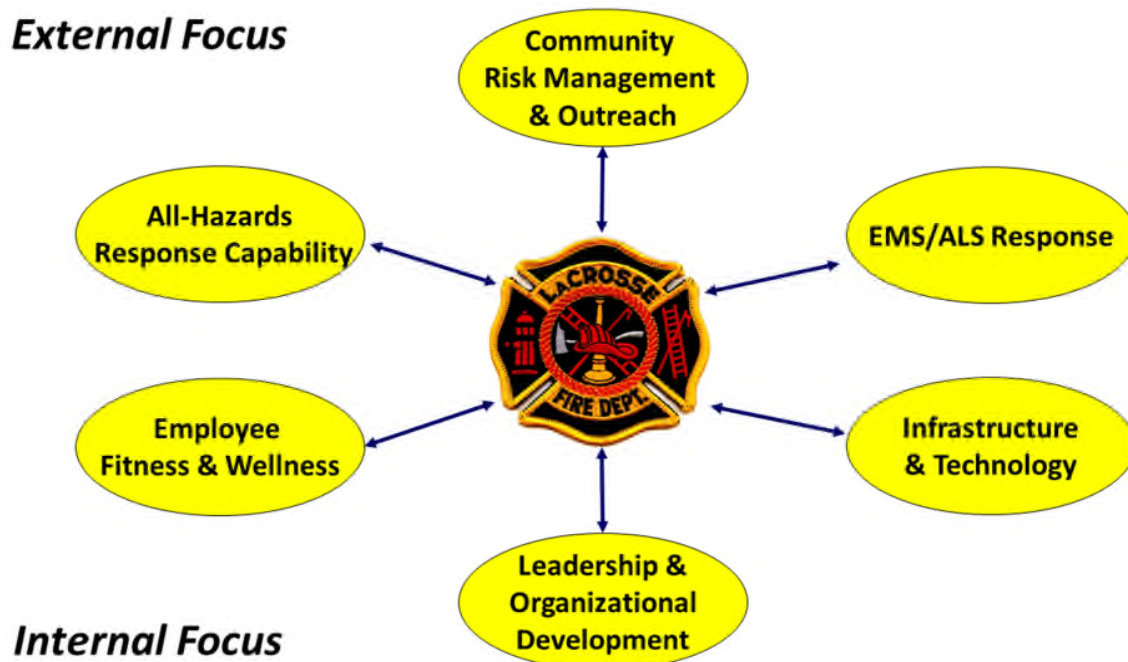 External Focus
Community
Risk Management
& Outreach
All-Hazards
Response Capability
EMS/ALS Response
LACROSSE
FIRE DEPT.
Employee
Fitness & Wellness
Infrastructure
& Technology
Leadership &
Organizational
Development
Internal Focus